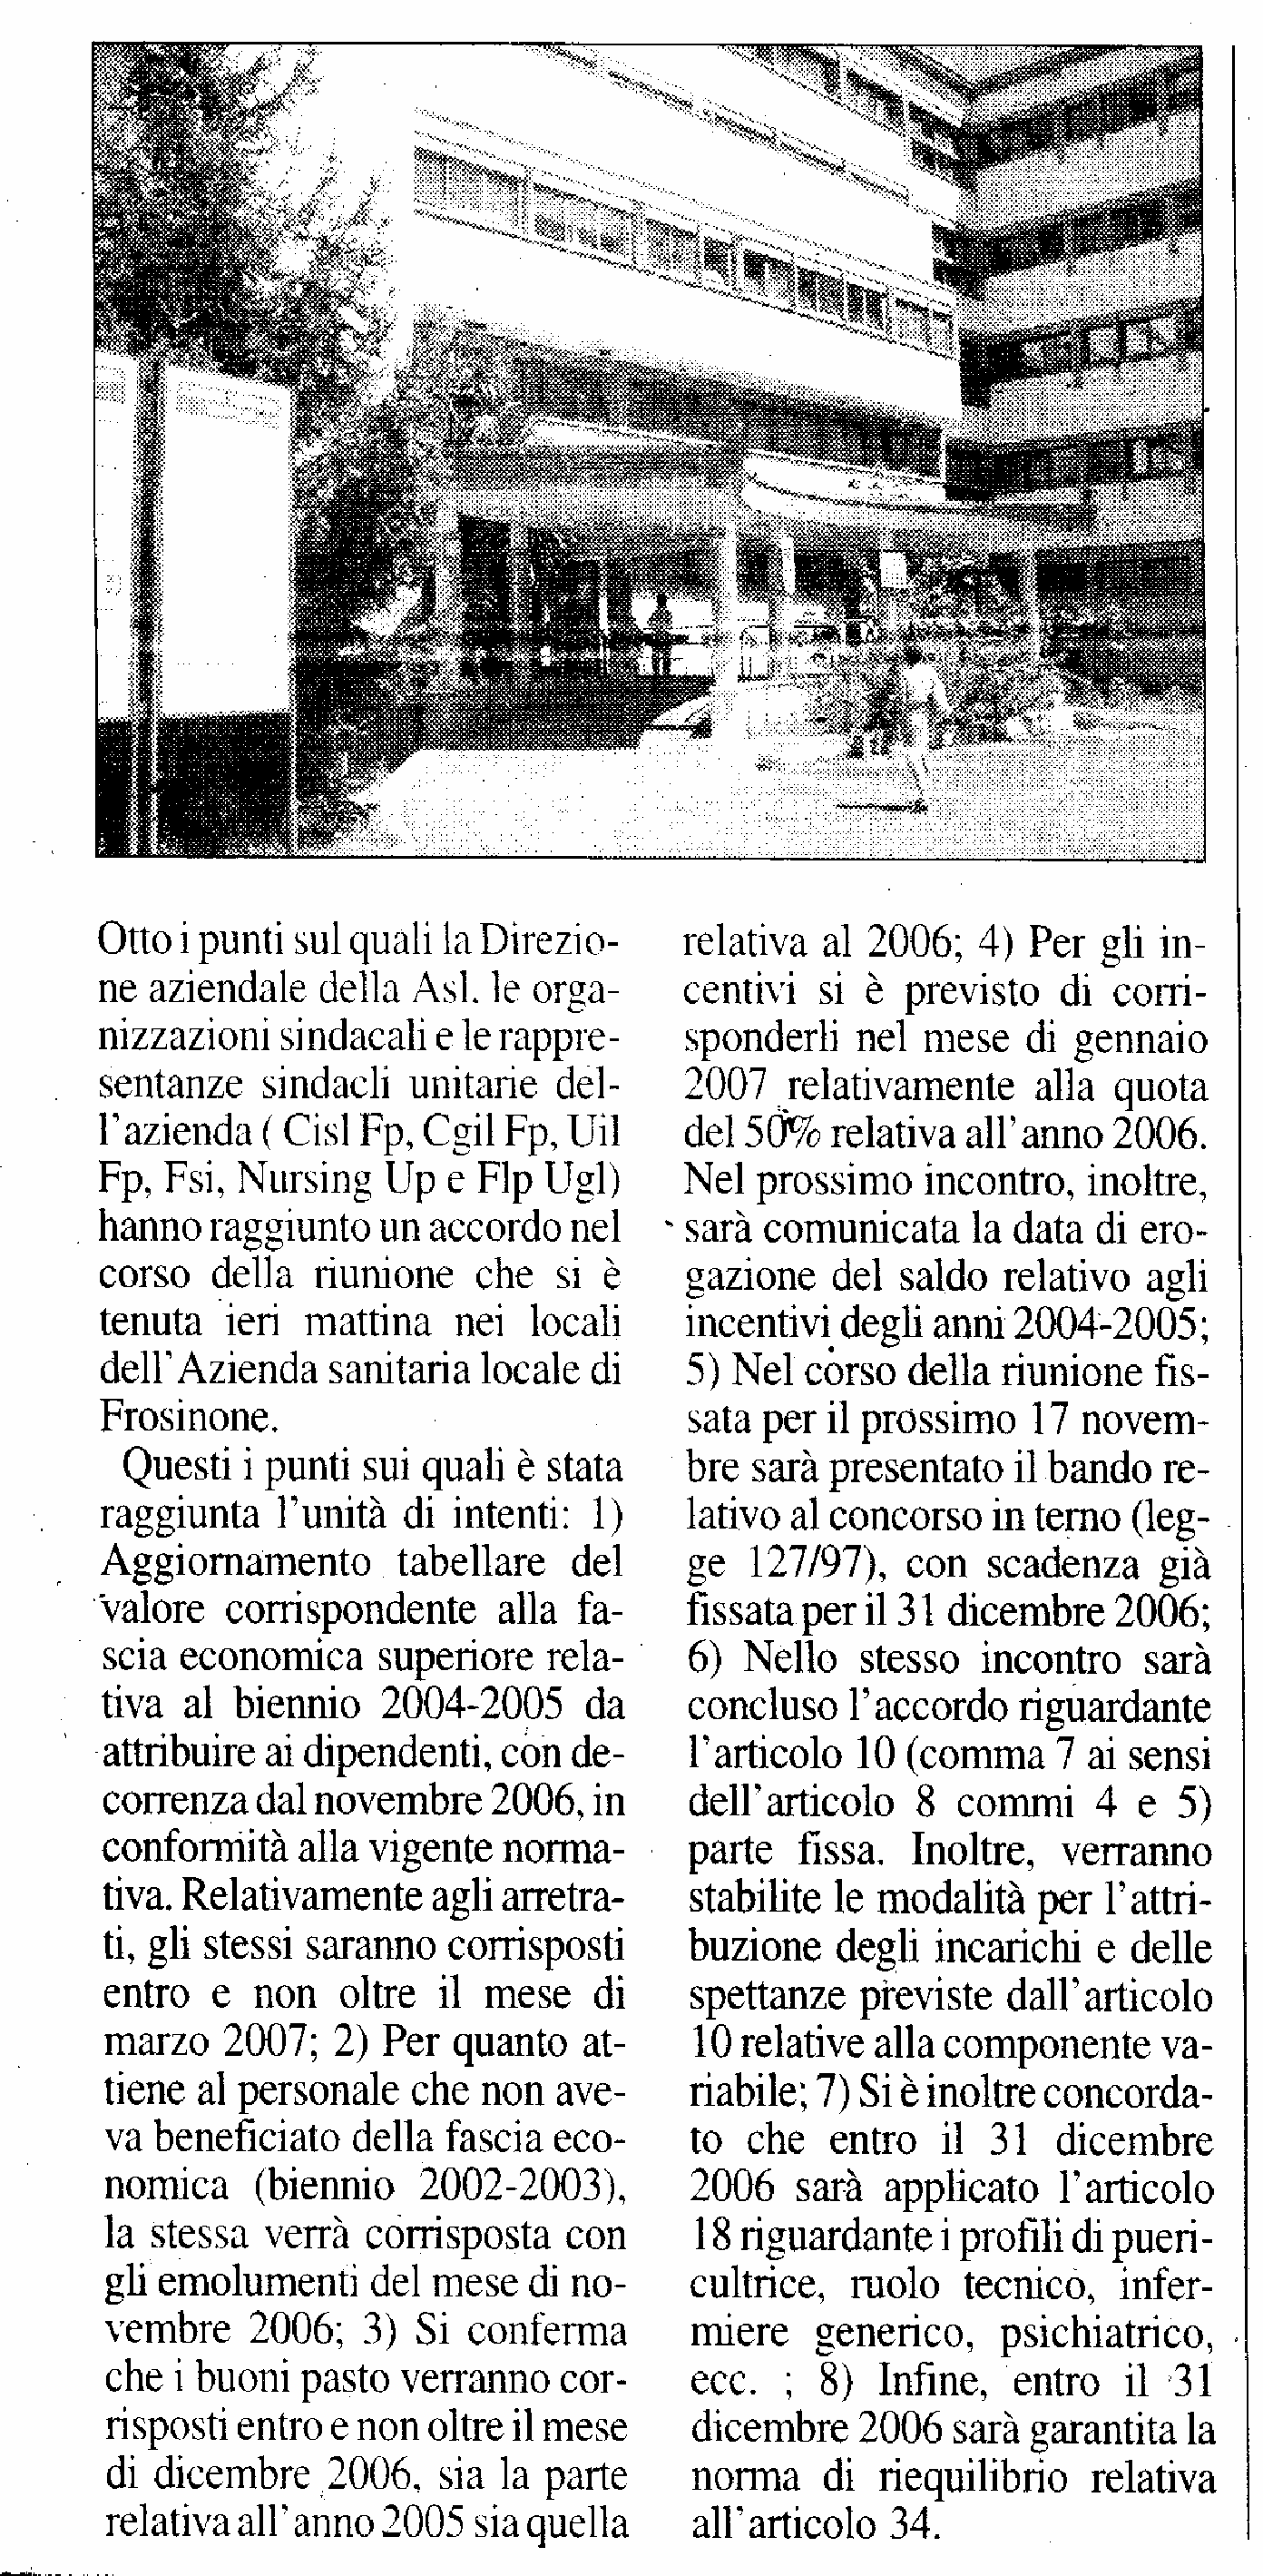 Otto i punti sul quali la Direzio-
ne aziendale della Asl. le orga-
nizzazioni sindacali e le rappre-
sentanze sindacli unitarie del-
l'azienda ( Cisl Fp, Cgil Fp, Uil
Fp, Fsi, Nursing Up e Flp Ugl)
hanno raggiunto un accordo nel
corso della riunione che si è
tenuta ieri mattina nei locali
dell'Azienda sanitaria locale di
Frosinone.
Questi i punti sui quali è stata
raggiunta l'unità di intenti: 1)
Aggiornamento tabellare del
valore corrispondente alla fa-
scia economica superiore rela-
tiva al biennio 2004-2005 da
attribuire ai dipendenti, con de-
correnza dal novembre 2006, in
conformità alla vigente norma-
tiva. Relativamente agli arretra-
ti, gli stessi saranno corrisposti
entro e non oltre il mese di
marzo 2007; 2) Per quanto at-
tiene al personale che non ave-
va beneficiato della fascia eco-
nomica (biennio 2002-2003),
la stessa verrà corrisposta con
gli emolumenti del mese di no-
vembre 2006; 3) Si conferma
che i buoni pasto verranno cor-
risposti entro e non oltre il mese
di dicembre 2006, sia la parte
relativa all'anno 2005 sia quella
relativa al 2006; 4) Per gli in-
centivi si è previsto di corri-
sponderli nel mese di gennaio
2007 relativamente alla quota
del 50% relativa all'anno 2006.
Nel prossimo incontro, inoltre,
sarà comunicata la data di ero-
gazione del saldo relativo agli
incentivi degli anni 2004-2005;
5) Nel corso della riunione fis-
sata per il prossimo 17 novem-
bre sarà presentato il bando re-
lativo al concorso in terno (leg-
ge 127/97), con scadenza già
fissata per il 31 dicembre 2006;
6) Nello stesso incontro sarà
concluso l'accordo riguardante
l'articolo 10 (comma 7 ai sensi
dell'articolo 8 commi 4 e 5)
parte fissa. Inoltre, verranno
stabilite le modalità per l'attri-
buzione degli incarichi e delle
spettanze previste dall'articolo
10 relative alla componente va-
riabile; 7) Si è inoltre concorda-
to che entro il 31 dicembre
2006 sarà applicato l'articolo
18 riguardante i profili di pueri-
cultrice, ruolo tecnico, infer-
miere generico, psichiatrico,
ecc. ; 8) Infine, entro il 31
dicembre 2006 sarà garantita la
norma di riequilibrio relativa
all'articolo 34.